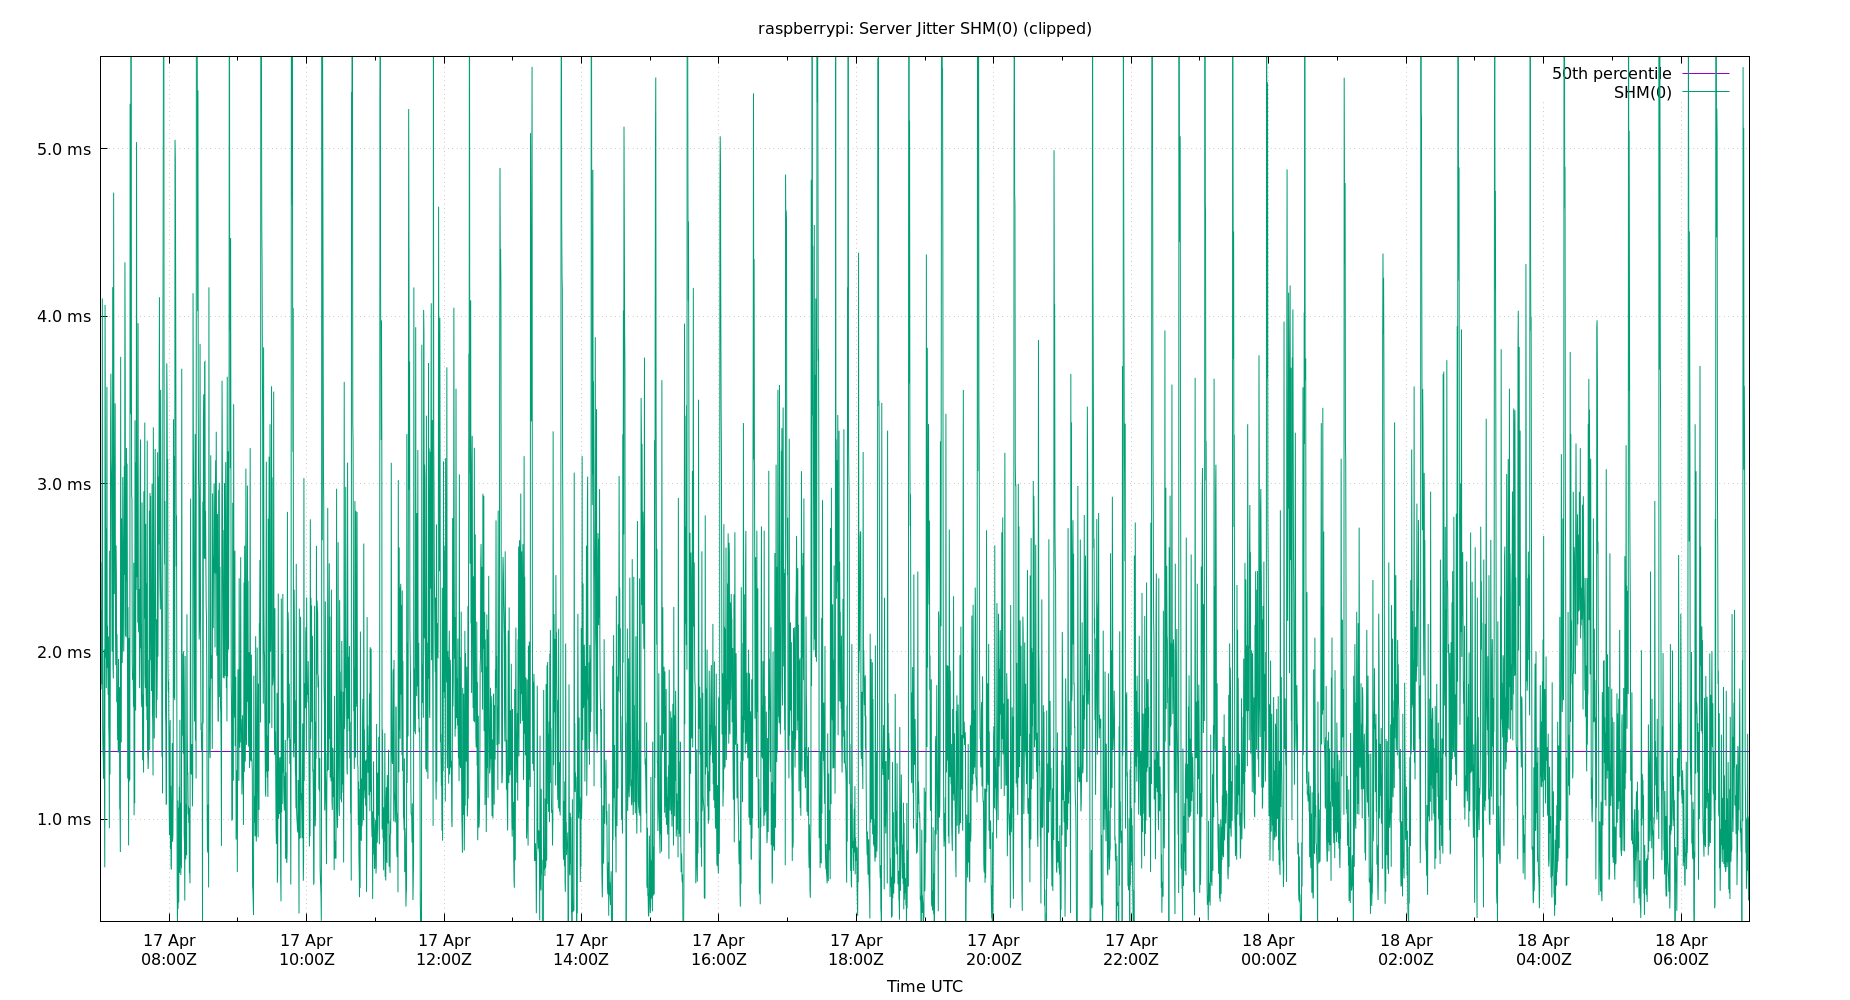 raspberrypi: Server Jitter SHM(0) (clipped)
50th percentile
SHM(0)
5.0 ms
4.0 ms
3.0 ms
2.0 ms
1.0 ms
17 Apr 17 Apr 17 Apr 17 Apr 17 Apr 17 Apr 17 Apr 17 Apr 18 Apr 18 Apr 18 Apr 18 Apr
08:00Z 10:00Z 12:00Z 14:00Z 16:00Z 18:00Z 20:00Z 22:00Z 00:00Z 02:00Z 04:00Z 06:00Z
Time UTC